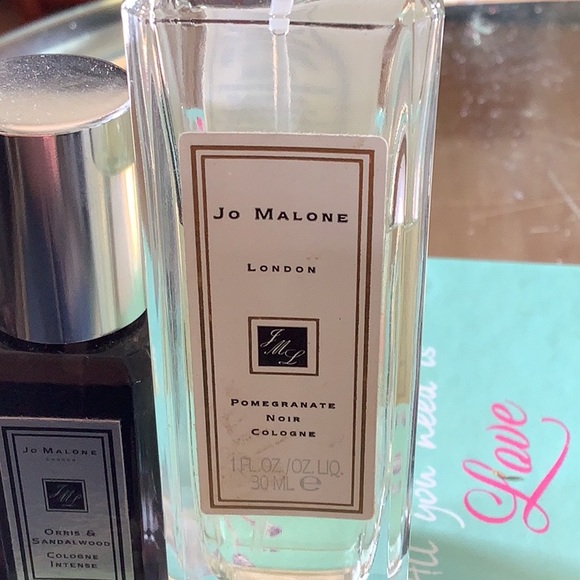 Jo Malone
London
JML
Pomegranate
Noir
Cologne
1 FL.OZ./OZ. LIQ.
30 ML ℮
Jo Malone
London
JML
Orris &
Sandalwood
Cologne
Intense
All you need is
Love